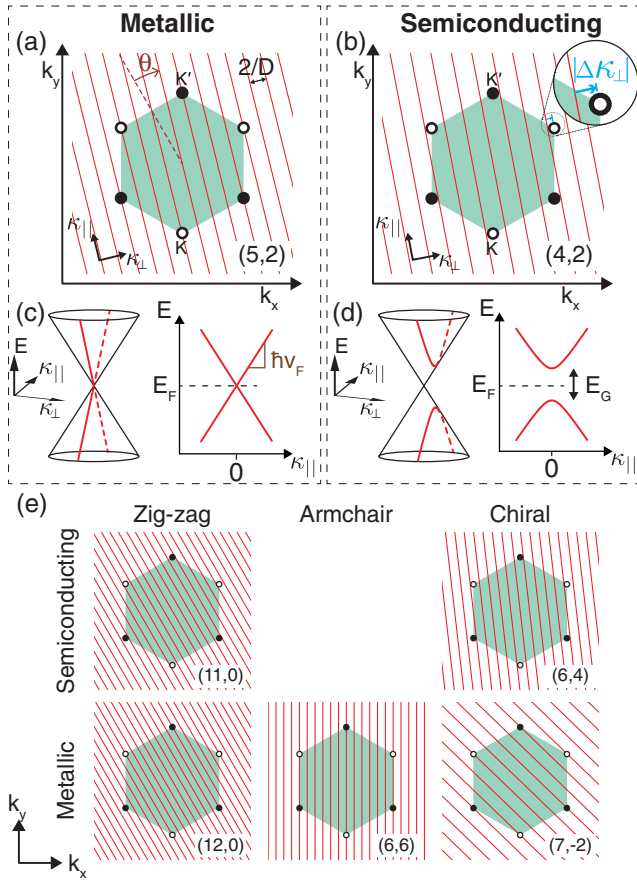 Metallic
Semiconducting
(a)
k_y
θ
2/D
K′
κ_||
κ_⊥
K
(5,2)
k_x
(b)
k_y
|Δκ_⊥|
K′
κ_||
κ_⊥
K
(4,2)
k_x
(c)
E
κ_||
κ_⊥
E
E_F
ħv_F
0
κ_||
(d)
E
κ_||
κ_⊥
E
E_F
E_G
0
κ_||
(e)
Zig-zag
Armchair
Chiral
Semiconducting
(11,0)
(6,4)
Metallic
(12,0)
(6,6)
(7,-2)
k_y
k_x